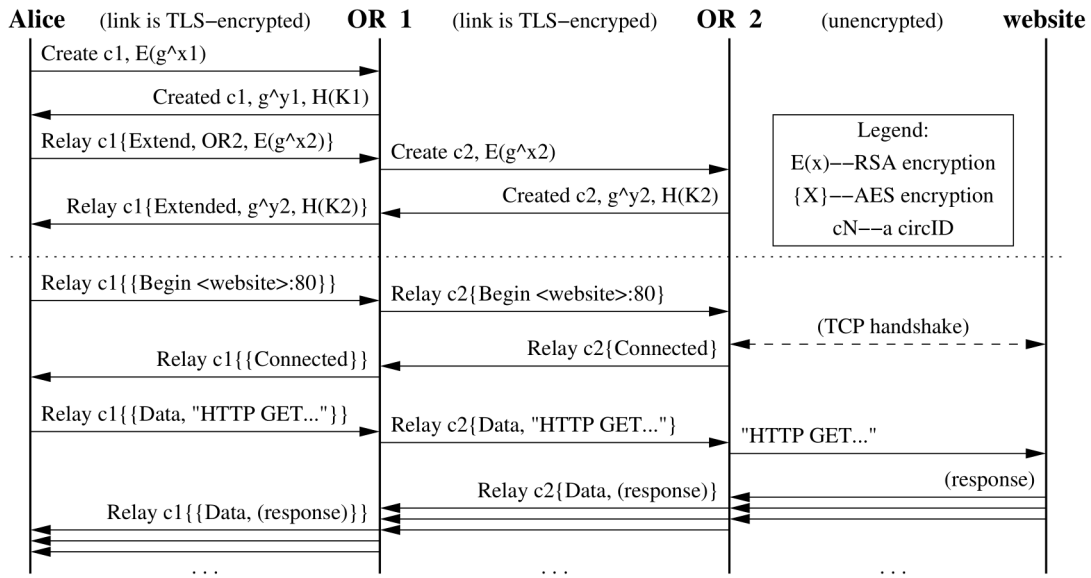 Alice (link is TLS−encrypted) OR 1 (link is TLS−encryped) OR 2 (unencrypted) website
Create c1, E(g^x1)
Created c1, g^y1, H(K1)
Relay c1{Extend, OR2, E(g^x2)}
Create c2, E(g^x2)
Created c2, g^y2, H(K2)
Relay c1{Extended, g^y2, H(K2)}
Legend:
E(x)−−RSA encryption
{X}−−AES encryption
cN−−a circID
Relay c1{{Begin <website>:80}}
Relay c2{Begin <website>:80}
(TCP handshake)
Relay c2{Connected}
Relay c1{{Connected}}
Relay c1{{Data, "HTTP GET..."}}
Relay c2{Data, "HTTP GET..."}
"HTTP GET..."
(response)
Relay c2{Data, (response)}
Relay c1{{Data, (response)}}
. . . . . . . . .